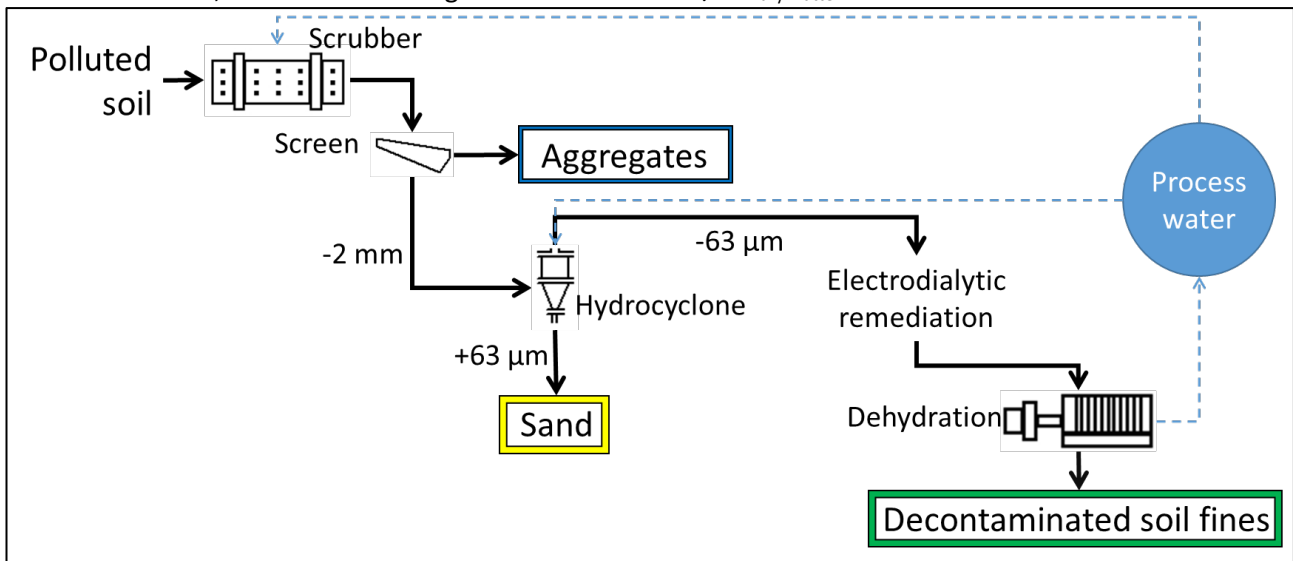 Scrubber
Polluted
soil
Screen
Aggregates
Process
water
-2 mm
-63 µm
Electrodialytic
remediation
Hydrocyclone
+63 µm
Sand
Dehydration
Decontaminated soil fines